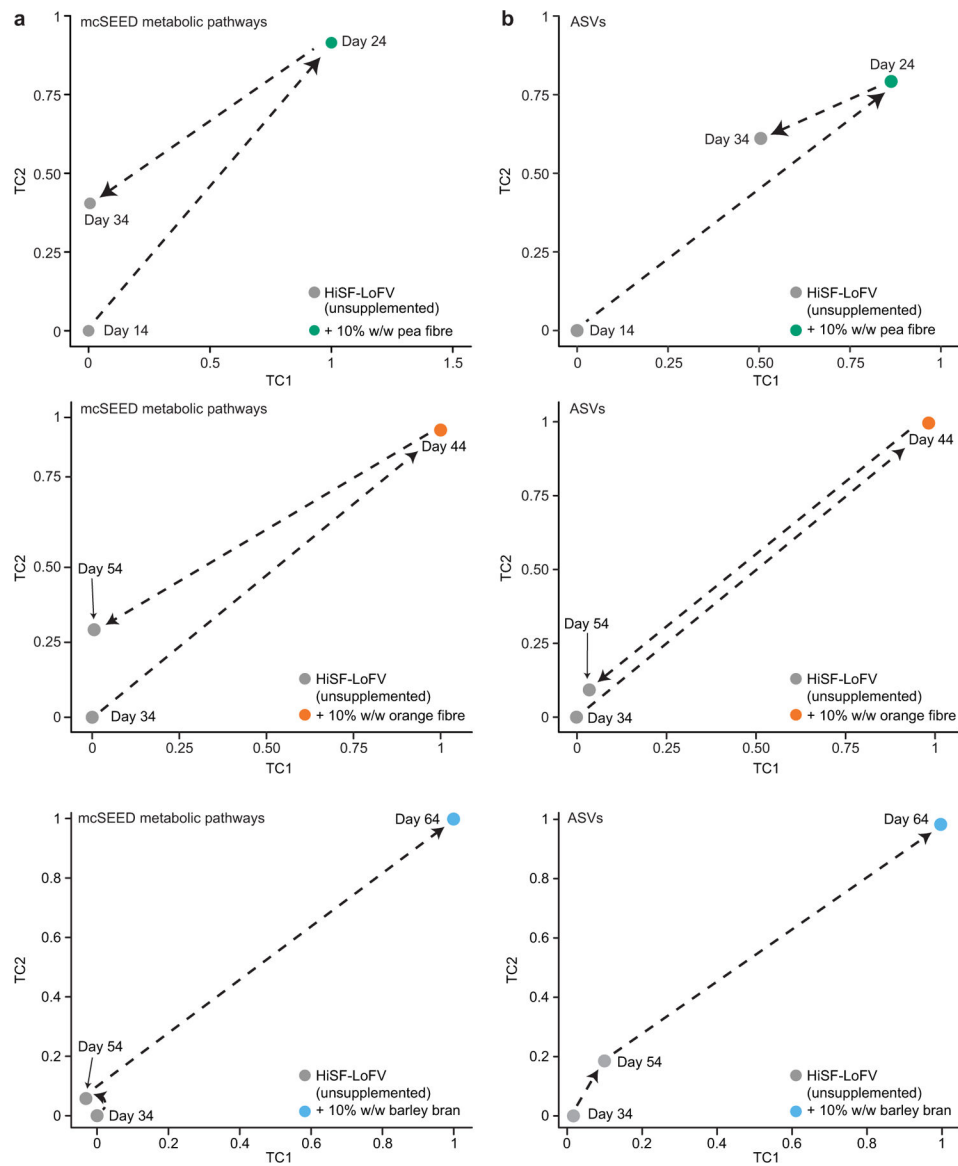 a
mcSEED metabolic pathways
1
0.75
0.50
0.25
0
TC2
Day 24
Day 34
Day 14
HiSF-LoFV
(unsupplemented)
+ 10% w/w pea fibre
0
0.5
1.0
1.5
TC1
b
ASVs
1
0.75
0.50
0.25
0
TC2
Day 24
Day 34
Day 14
HiSF-LoFV
(unsupplemented)
+ 10% w/w pea fibre
0
0.25
0.50
0.75
1
TC1
mcSEED metabolic pathways
1
0.75
0.50
0.25
0
TC2
Day 44
Day 54
Day 34
HiSF-LoFV
(unsupplemented)
+ 10% w/w orange fibre
0
0.25
0.50
0.75
1
TC1
ASVs
1
0.75
0.50
0.25
0
TC2
Day 44
Day 54
Day 34
HiSF-LoFV
(unsupplemented)
+ 10% w/w orange fibre
0
0.25
0.50
0.75
1
TC1
mcSEED metabolic pathways
1
0.8
0.6
0.4
0.2
0
TC2
Day 64
Day 54
Day 34
HiSF-LoFV
(unsupplemented)
+ 10% w/w barley bran
0
0.2
0.4
0.6
0.8
1
TC1
ASVs
1
0.8
0.6
0.4
0.2
0
TC2
Day 64
Day 54
Day 34
HiSF-LoFV
(unsupplemented)
+ 10% w/w barley bran
0
0.2
0.4
0.6
0.8
1
TC1